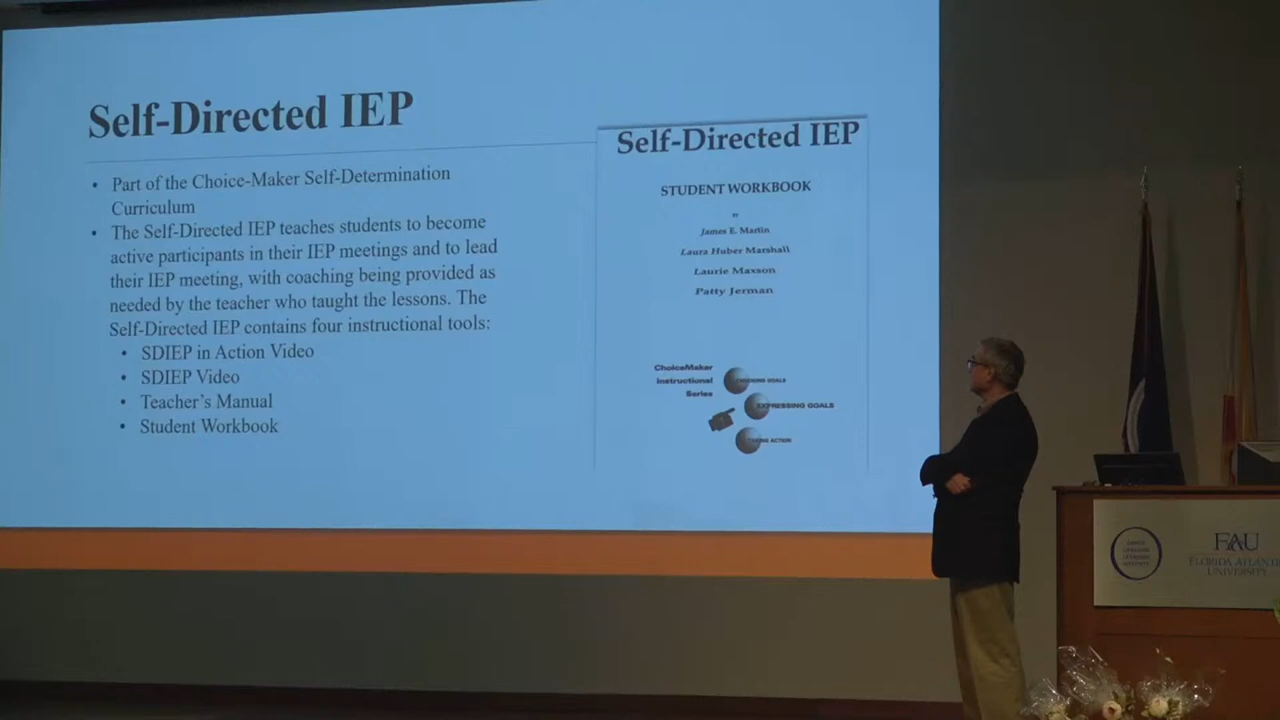 Self-Directed IEP
• Part of the Choice-Maker Self-Determination
Curriculum
• The Self-Directed IEP teaches students to become
active participants in their IEP meetings and to lead
their IEP meeting, with coaching being provided as
needed by the teacher who taught the lessons. The
Self-Directed IEP contains four instructional tools:
• SDIEP in Action Video
• SDIEP Video
• Teacher's Manual
• Student Workbook
Self-Directed IEP
STUDENT WORKBOOK
by
James E. Martin
Laura Huber Marshall
Laurie Maxson
Patty Jerman
ChoiceMaker
Instructional
Series
GOALS
EXPRESSING GOALS
ACTION
FAU
FLORIDA ATLANTIC
UNIVERSITY